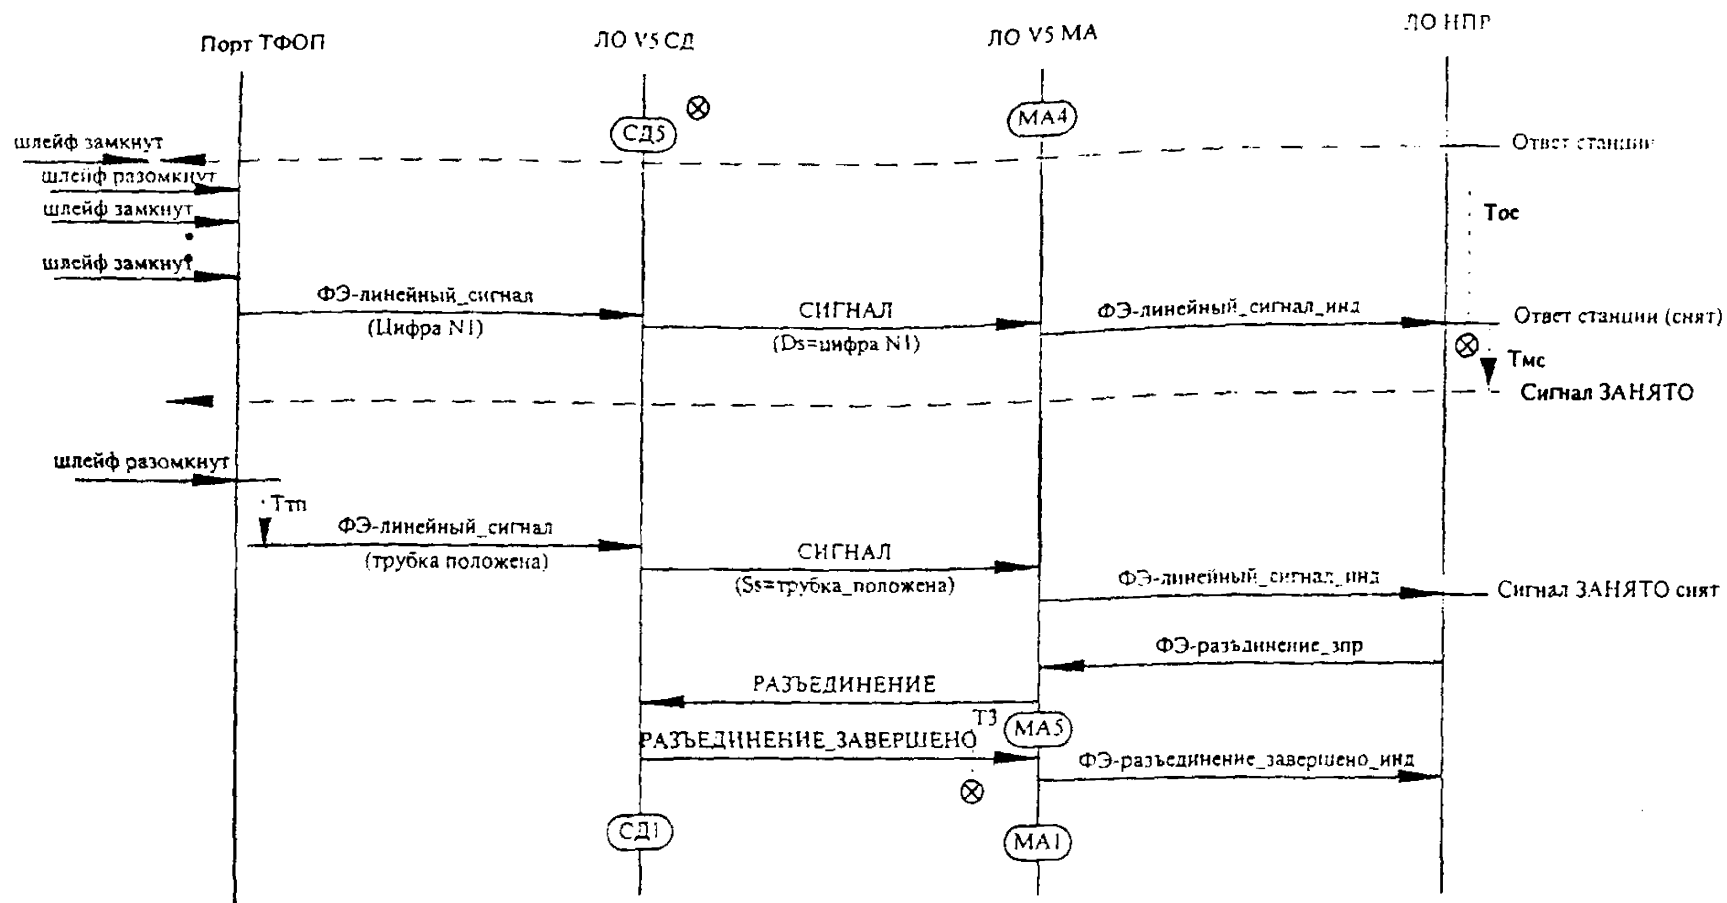 Порт ТФОП
ЛО V5 СД
ЛО V5 МА
ЛО НПР
СД5
МА4
шлейф замкнут
Ответ станции
шлейф разомкнут
шлейф замкнут
Тос
шлейф замкнут
ФЭ-линейный_сигнал
(Цифра N1)
СИГНАЛ
(Ds=цифра N1)
ФЭ-линейный_сигнал_инд
Ответ станции (снят)
Тмс
Сигнал ЗАНЯТО
шлейф разомкнут
Ттп
ФЭ-линейный_сигнал
(трубка положена)
СИГНАЛ
(Ss=трубка_положена)
ФЭ-линейный_сигнал_инд
Сигнал ЗАНЯТО снят
ФЭ-разъдинение_зпр
РАЗЪЕДИНЕНИЕ
Т3
МА5
РАЗЪЕДИНЕНИЕ_ЗАВЕРШЕНО
ФЭ-разъдинение_завершено_инд
СД1
МА1